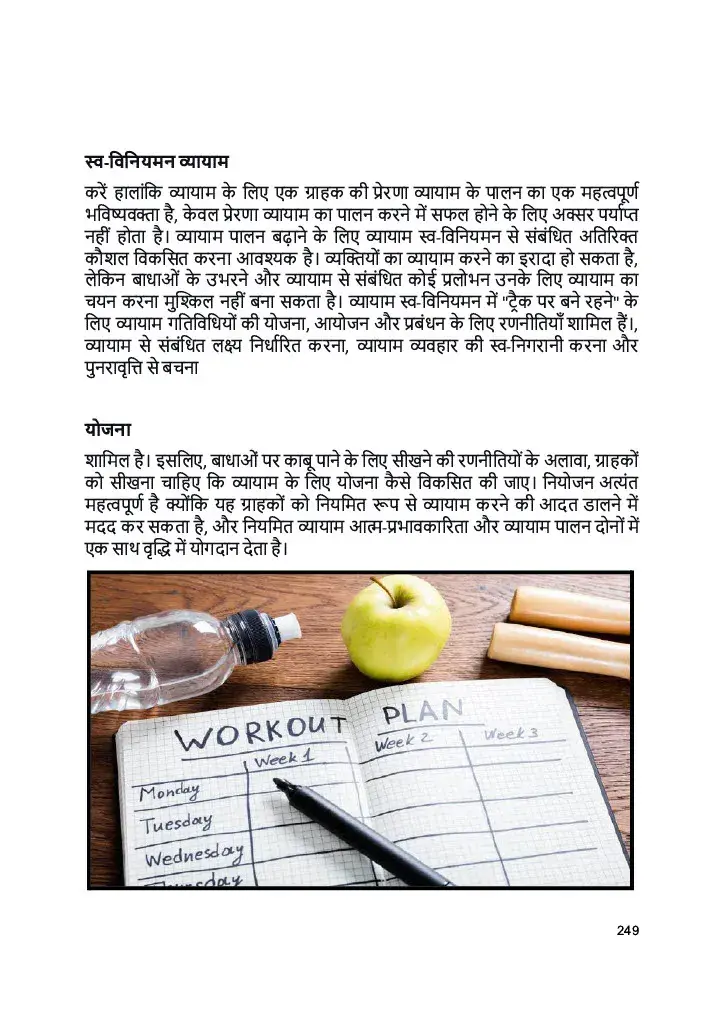 स्व-विनियमन व्यायाम
करें हालांकि व्यायाम के लिए एक ग्राहक की प्रेरणा व्यायाम के पालन का एक महत्वपूर्ण
भविष्यवक्ता है, केवल प्रेरणा व्यायाम का पालन करने में सफल होने के लिए अक्सर पर्याप्त
नहीं होता है। व्यायाम पालन बढ़ाने के लिए व्यायाम स्व-विनियमन से संबंधित अतिरिक्त
कौशल विकसित करना आवश्यक है। व्यक्तियों का व्यायाम करने का इरादा हो सकता है,
लेकिन बाधाओं के उभरने और व्यायाम से संबंधित कोई प्रलोभन उनके लिए व्यायाम का
चयन करना मुश्किल नहीं बना सकता है। व्यायाम स्व-विनियमन में "ट्रैक पर बने रहने" के
लिए व्यायाम गतिविधियों की योजना, आयोजन और प्रबंधन के लिए रणनीतियाँ शामिल हैं।,
व्यायाम से संबंधित लक्ष्य निर्धारित करना, व्यायाम व्यवहार की स्व-निगरानी करना और
पुनरावृत्ति से बचना
योजना
शामिल है। इसलिए, बाधाओं पर काबू पाने के लिए सीखने की रणनीतियों के अलावा, ग्राहकों
को सीखना चाहिए कि व्यायाम के लिए योजना कैसे विकसित की जाए। नियोजन अत्यंत
महत्वपूर्ण है क्योंकि यह ग्राहकों को नियमित रूप से व्यायाम करने की आदत डालने में
मदद कर सकता है, और नियमित व्यायाम आत्म-प्रभावकारिता और व्यायाम पालन दोनों में
एक साथ वृद्धि में योगदान देता है।
WORKOUT PLAN
Week 1 Week 2 Week 3
Monday
Tuesday
Wednesday
Thursday
249